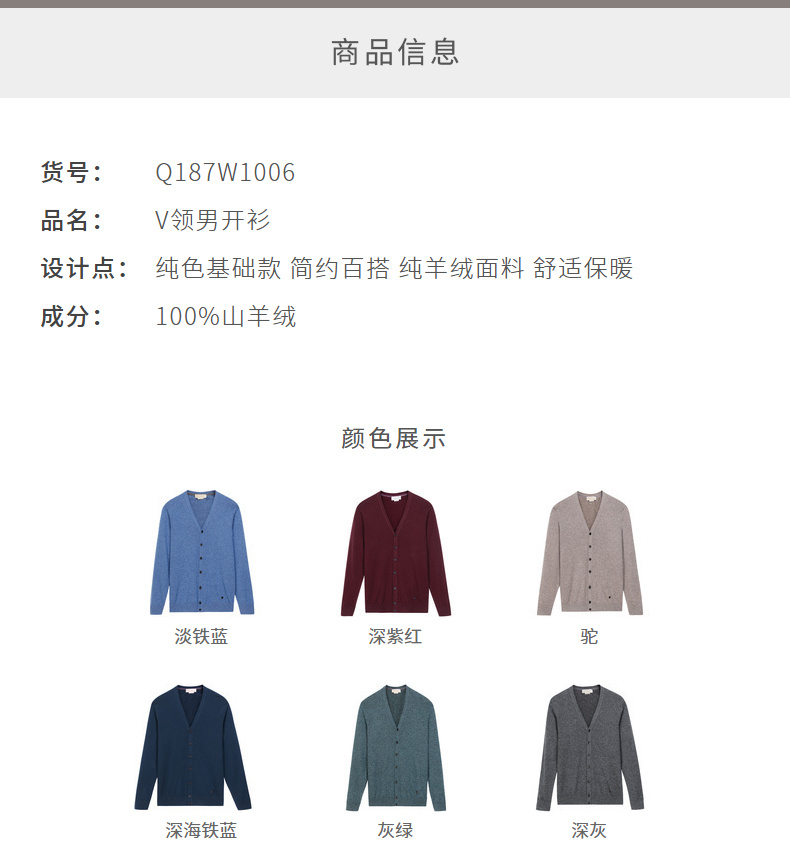 商品信息
货号： Q187W1006
品名： V领男开衫
设计点： 纯色基础款 简约百搭 纯羊绒面料 舒适保暖
成分： 100%山羊绒
颜色展示
淡铁蓝 深紫红 驼
深海铁蓝 灰绿 深灰